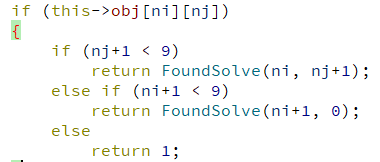 if (this->obj[ni][nj])
{
    if (nj+1 < 9)
        return FoundSolve(ni, nj+1);
    else if (ni+1 < 9)
        return FoundSolve(ni+1, 0);
    else
        return 1;